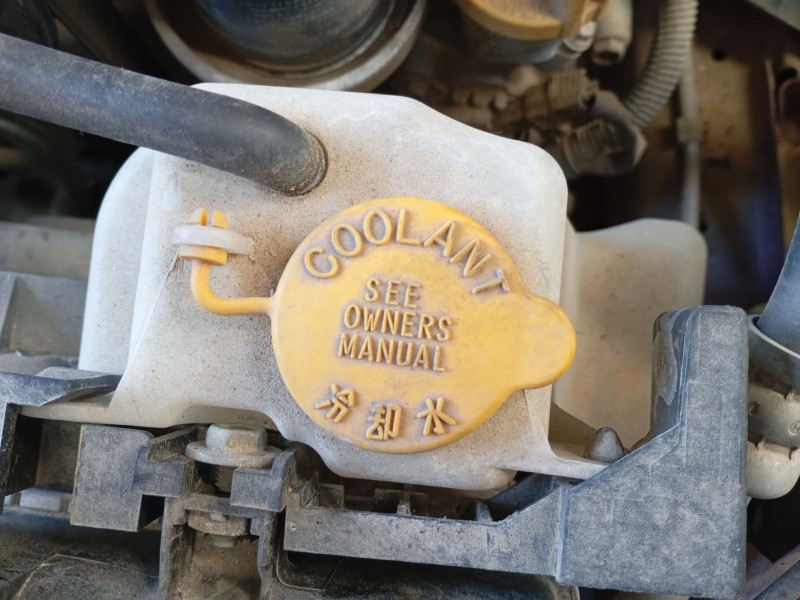 COOLANT
SEE
OWNERS
MANUAL
冷却水